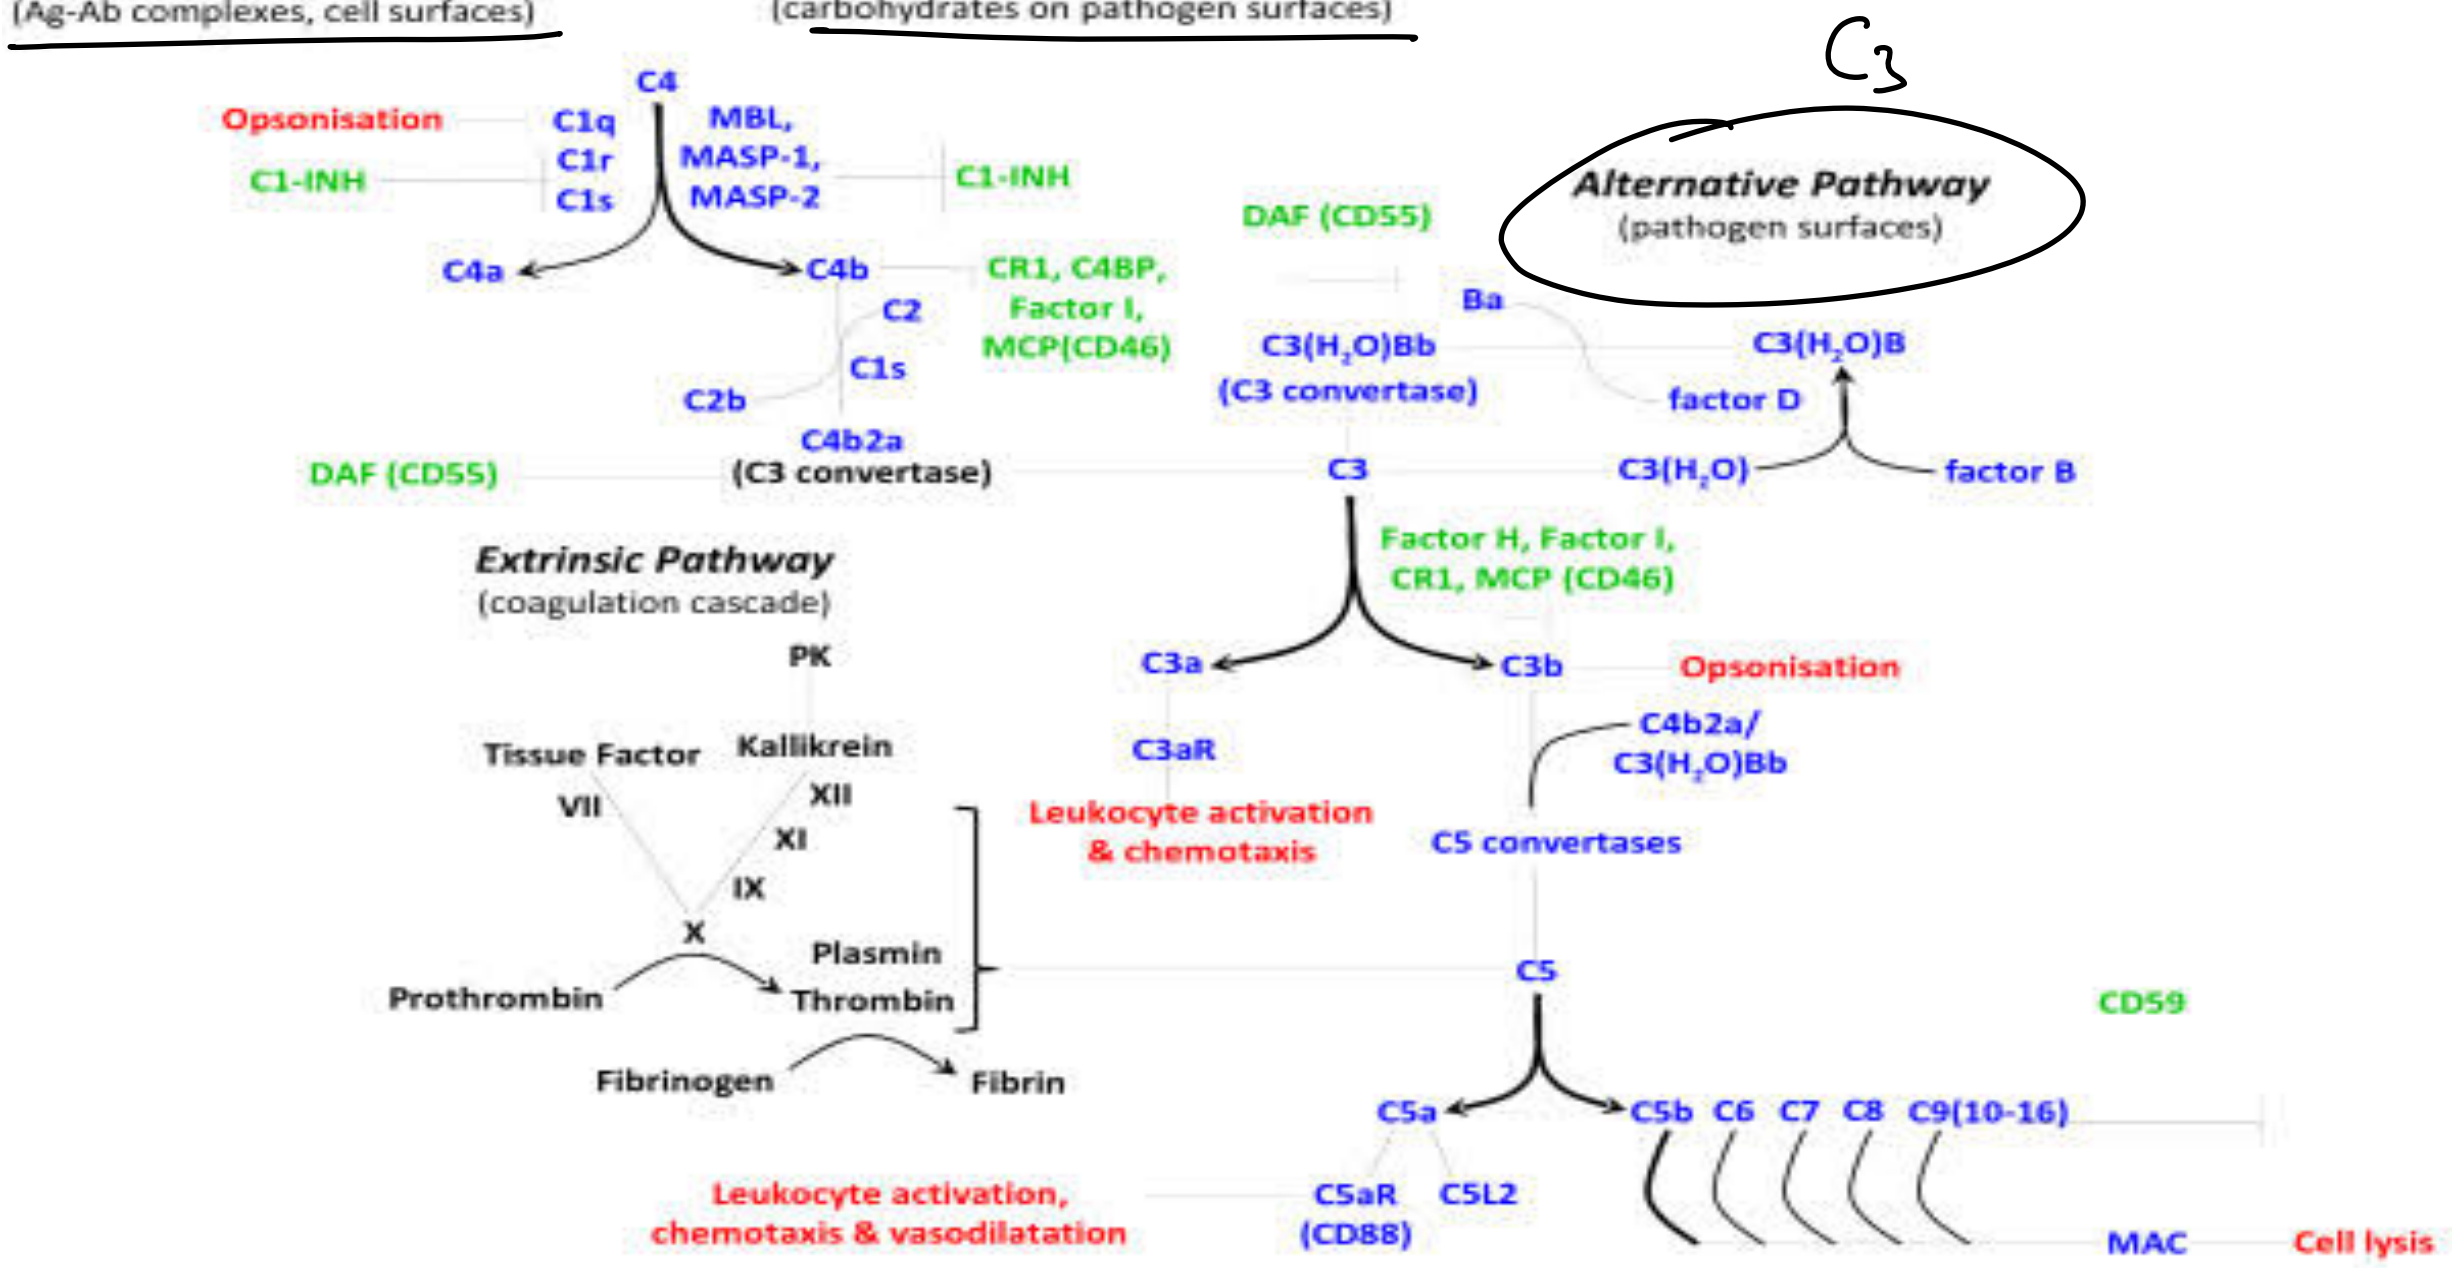 (Ag-Ab complexes, cell surfaces)
(carbohydrates on pathogen surfaces)
C3
C4
Opsonisation
C1q
MBL,
C1r
MASP-1,
C1-INH
C1s
MASP-2
C1-INH
Alternative Pathway
(pathogen surfaces)
DAF (CD55)
C4a
C4b
CR1, C4BP,
Factor I,
MCP(CD46)
C2
C1s
C2b
C4b2a
(C3 convertase)
DAF (CD55)
Ba
C3(H₂O)Bb
(C3 convertase)
C3(H₂O)B
factor D
C3
C3(H₂O)
factor B
Extrinsic Pathway
(coagulation cascade)
Factor H, Factor I,
CR1, MCP (CD46)
PK
C3a
C3b
Opsonisation
Tissue Factor
Kallikrein
C3aR
C4b2a/
C3(H₂O)Bb
VII
XII
XI
IX
X
Leukocyte activation
& chemotaxis
C5 convertases
Plasmin
Prothrombin
Thrombin
C5
CD59
Fibrinogen
Fibrin
C5a
C5b
C6
C7
C8
C9(10-16)
Leukocyte activation,
chemotaxis & vasodilatation
C5aR
(CD88)
C5L2
MAC
Cell lysis